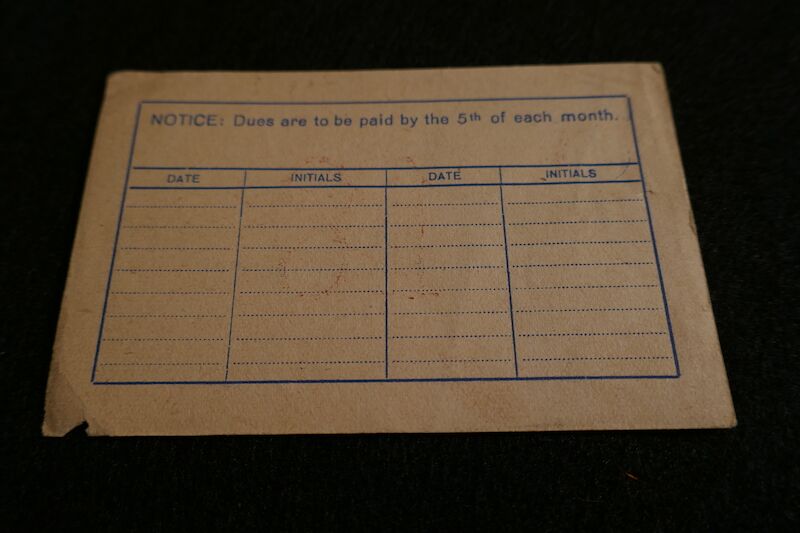 NOTICE: Dues are to be paid by the 5th of each month.
DATE INITIALS DATE INITIALS